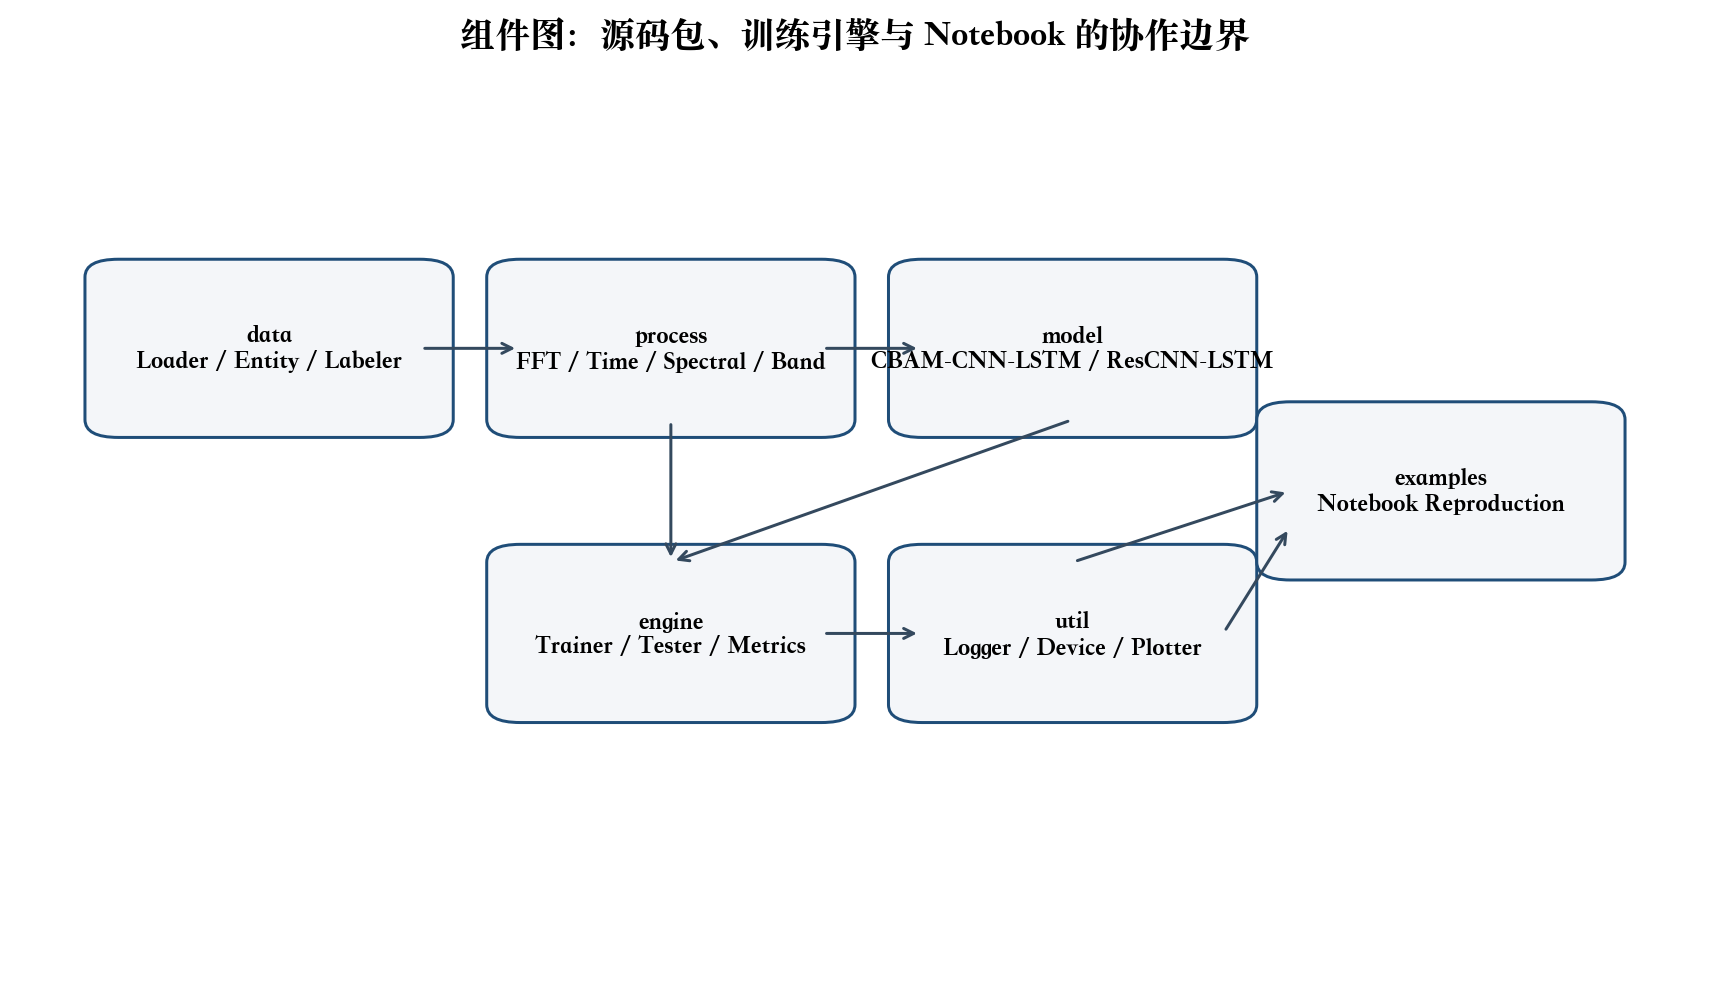 组件图：源码包、训练引擎与 Notebook 的协作边界
data
Loader / Entity / Labeler
process
FFT / Time / Spectral / Band
model
CBAM-CNN-LSTM / ResCNN-LSTM
examples
Notebook Reproduction
engine
Trainer / Tester / Metrics
util
Logger / Device / Plotter